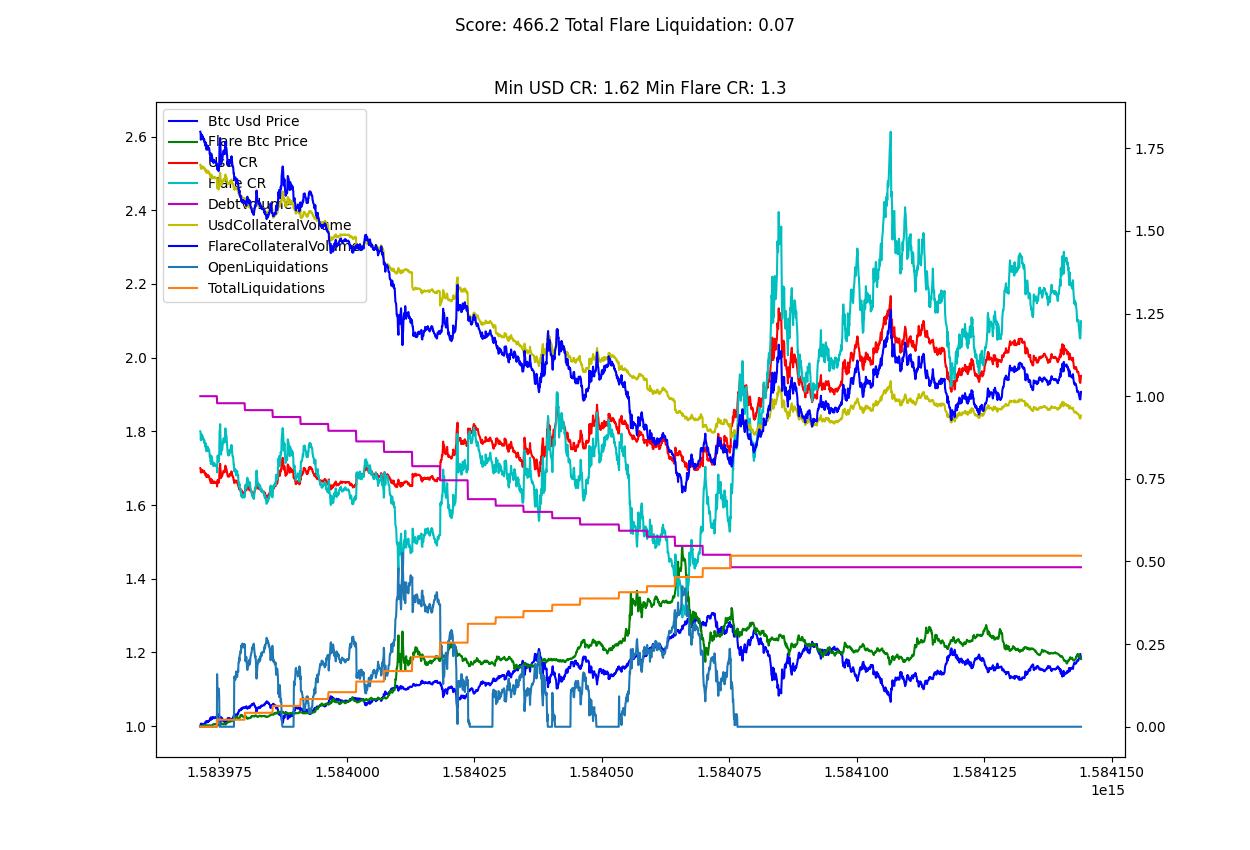 Score: 466.2 Total Flare Liquidation: 0.07
Min USD CR: 1.62 Min Flare CR: 1.3
Btc Usd Price
Flare Btc Price
Usd CR
Flare CR
DebtVolume
UsdCollateralVolume
FlareCollateralVolume
OpenLiquidations
TotalLiquidations
2.6
2.4
2.2
2.0
1.8
1.6
1.4
1.2
1.0
1.75
1.50
1.25
1.00
0.75
0.50
0.25
0.00
1.583975
1.584000
1.584025
1.584050
1.584075
1.584100
1.584125
1.584150
1e15